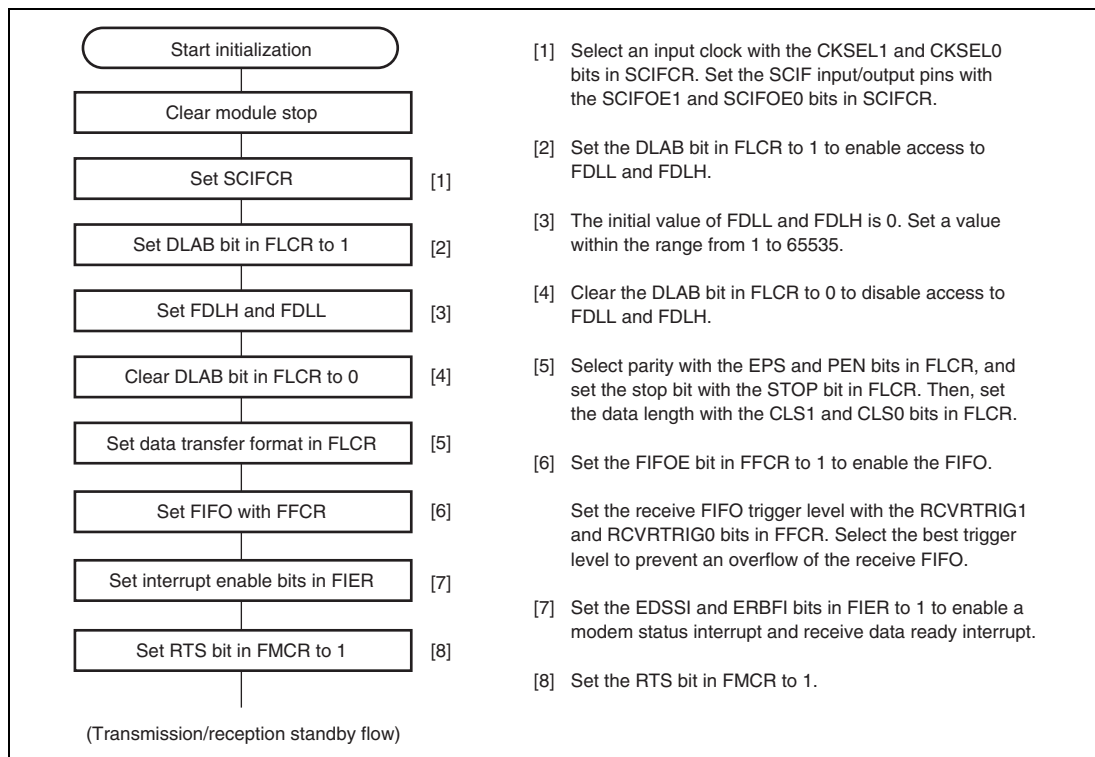 Start initialization
Clear module stop
Set SCIFCR
[1]
Set DLAB bit in FLCR to 1
[2]
Set FDLH and FDLL
[3]
Clear DLAB bit in FLCR to 0
[4]
Set data transfer format in FLCR
[5]
Set FIFO with FFCR
[6]
Set interrupt enable bits in FIER
[7]
Set RTS bit in FMCR to 1
[8]
(Transmission/reception standby flow)
[1] Select an input clock with the CKSEL1 and CKSEL0
bits in SCIFCR. Set the SCIF input/output pins with
the SCIFOE1 and SCIFOE0 bits in SCIFCR.
[2] Set the DLAB bit in FLCR to 1 to enable access to
FDLL and FDLH.
[3] The initial value of FDLL and FDLH is 0. Set a value
within the range from 1 to 65535.
[4] Clear the DLAB bit in FLCR to 0 to disable access to
FDLL and FDLH.
[5] Select parity with the EPS and PEN bits in FLCR, and
set the stop bit with the STOP bit in FLCR. Then, set
the data length with the CLS1 and CLS0 bits in FLCR.
[6] Set the FIFOE bit in FFCR to 1 to enable the FIFO.
Set the receive FIFO trigger level with the RCVRTRIG1
and RCVRTRIG0 bits in FFCR. Select the best trigger
level to prevent an overflow of the receive FIFO.
[7] Set the EDSSI and ERBFI bits in FIER to 1 to enable a
modem status interrupt and receive data ready interrupt.
[8] Set the RTS bit in FMCR to 1.